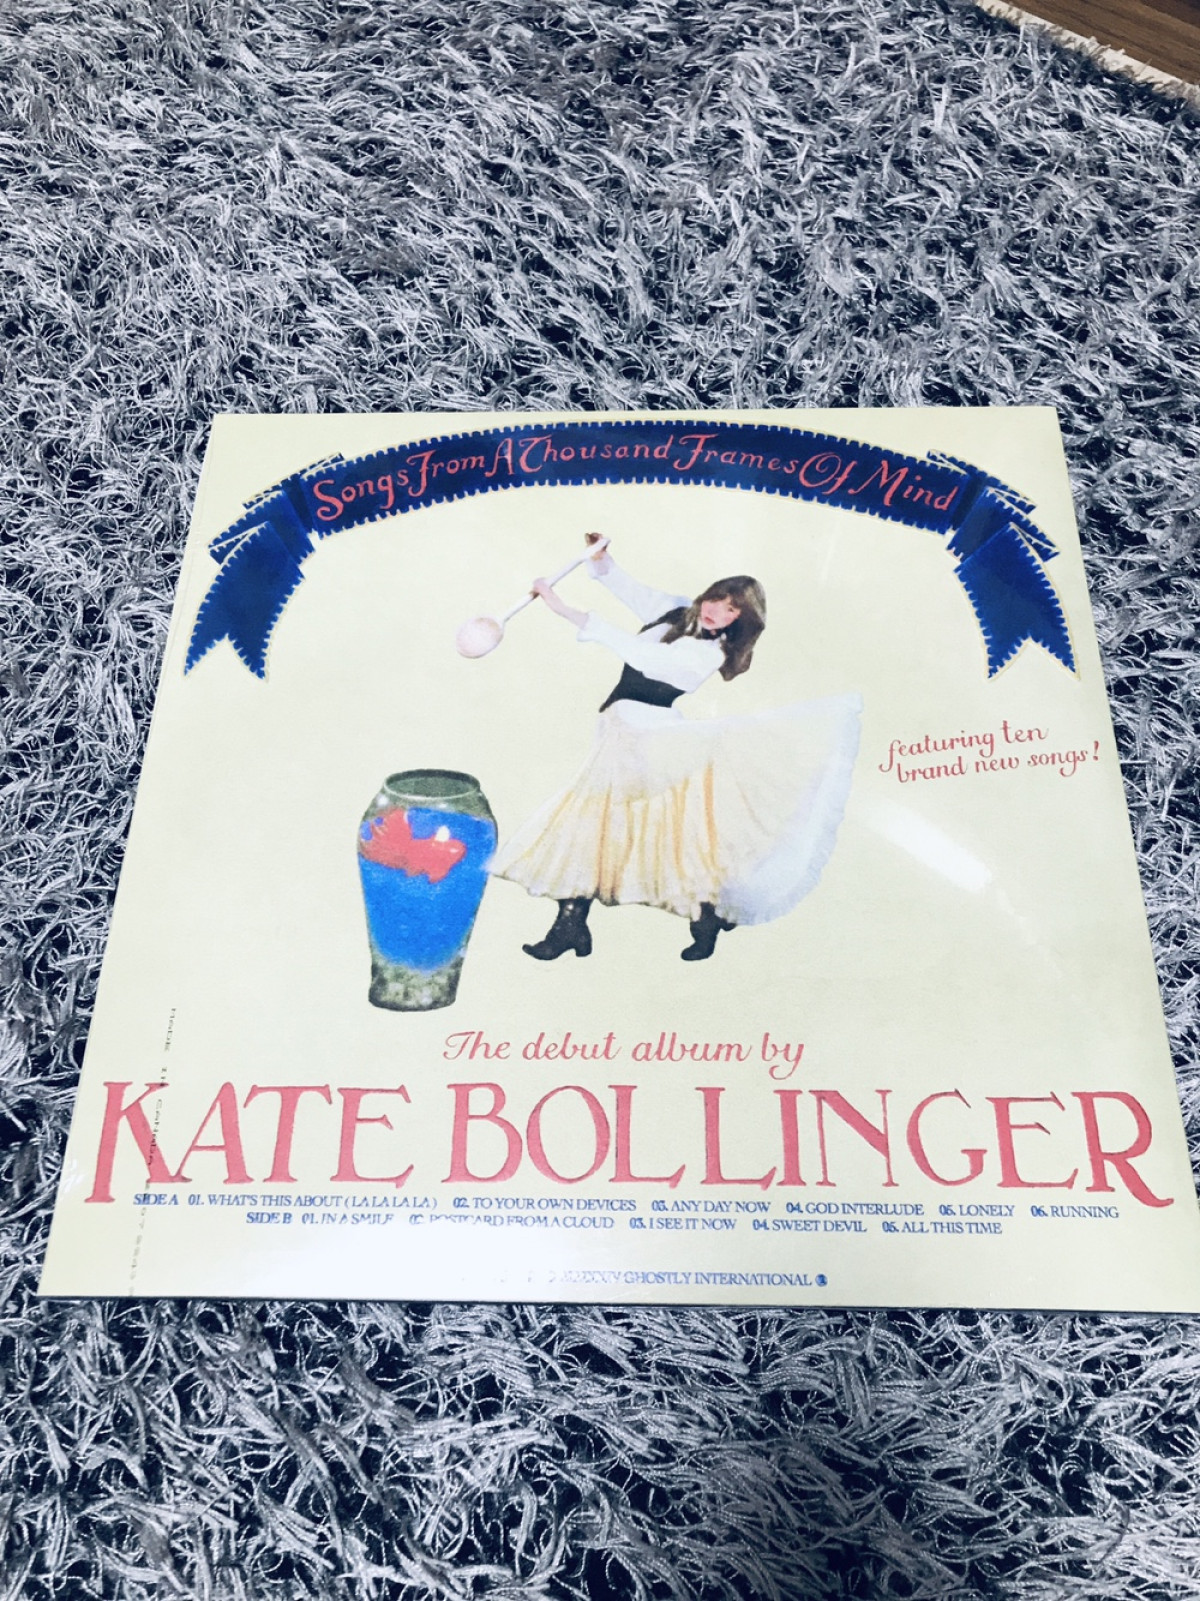 Songs From A Thousand Frames Of Mind
featuring ten
brand new songs!
The debut album by
KATE BOLLINGER
SIDE A 01. WHAT'S THIS ABOUT (LA LA LA LA) 02. TO YOUR OWN DEVICES 03. ANY DAY NOW 04. GOD INTERLUDE 05. LONELY 06. RUNNING
SIDE B 01. IN A SMILE 02. POSTCARD FROM A CLOUD 03. I SEE IT NOW 04. SWEET DEVIL 05. ALL THIS TIME
GHOSTLY INTERNATIONAL
MADE IN CANADA